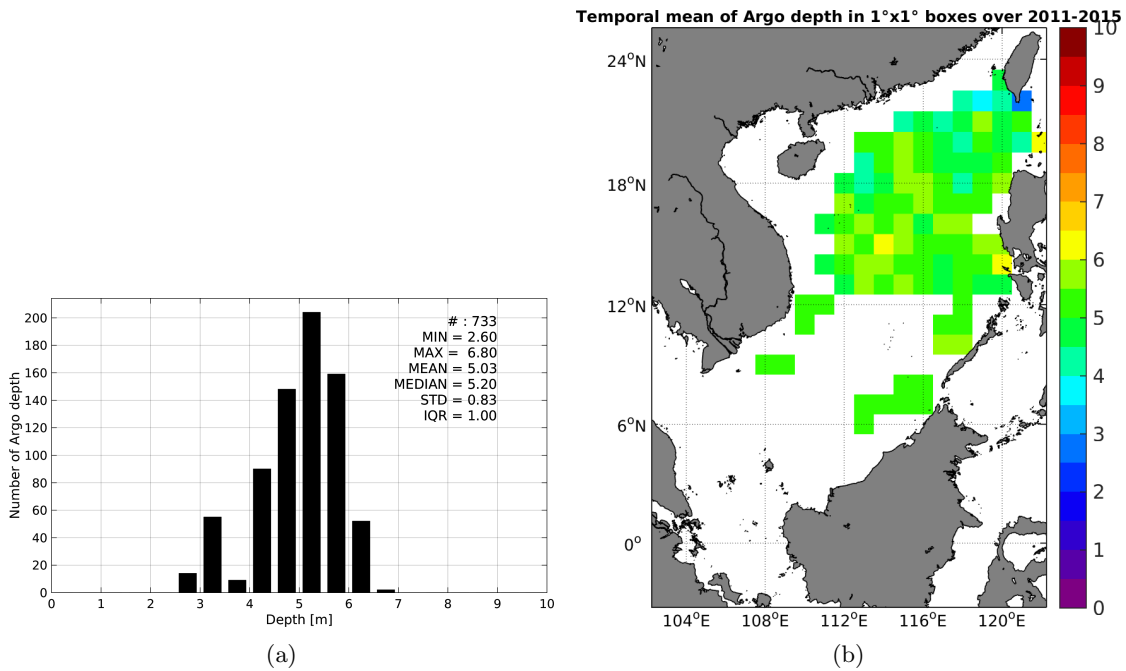 Temporal mean of Argo depth in 1°x1° boxes over 2011-2015
200
180
160
140
120
100
80
60
40
20
0
Number of Argo depth
# : 733
MIN = 2.60
MAX = 6.80
MEAN = 5.03
MEDIAN = 5.20
STD = 0.83
IQR = 1.00
0 1 2 3 4 5 6 7 8 9 10
Depth [m]
(a)
24°N
18°N
12°N
6°N
0°
104°E 108°E 112°E 116°E 120°E
10
9
8
7
6
5
4
3
2
1
0
(b)